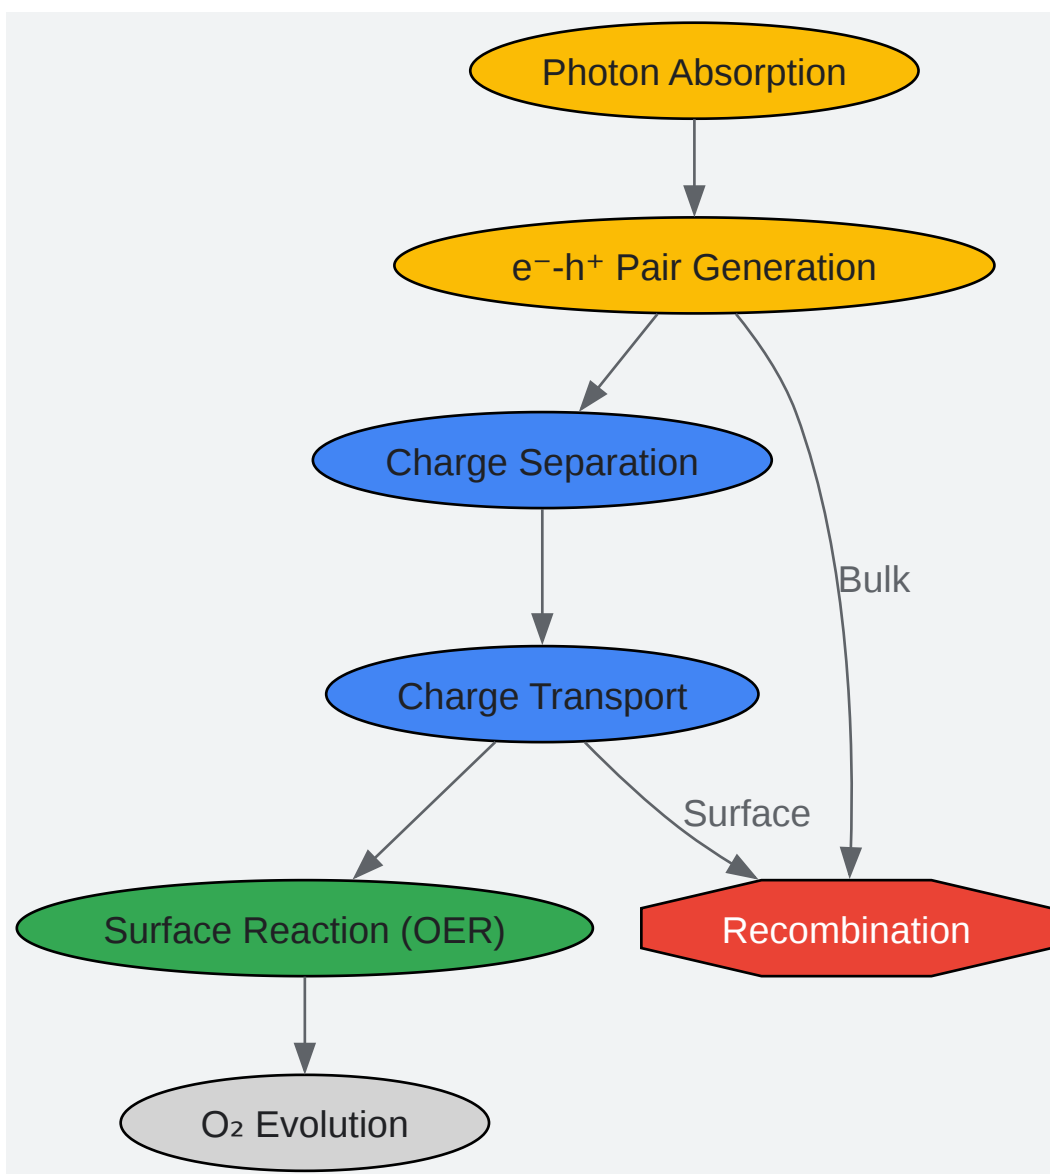 Photon Absorption
e⁻-h⁺ Pair Generation
Charge Separation
Bulk
Charge Transport
Surface
Surface Reaction (OER)
Recombination
O₂ Evolution